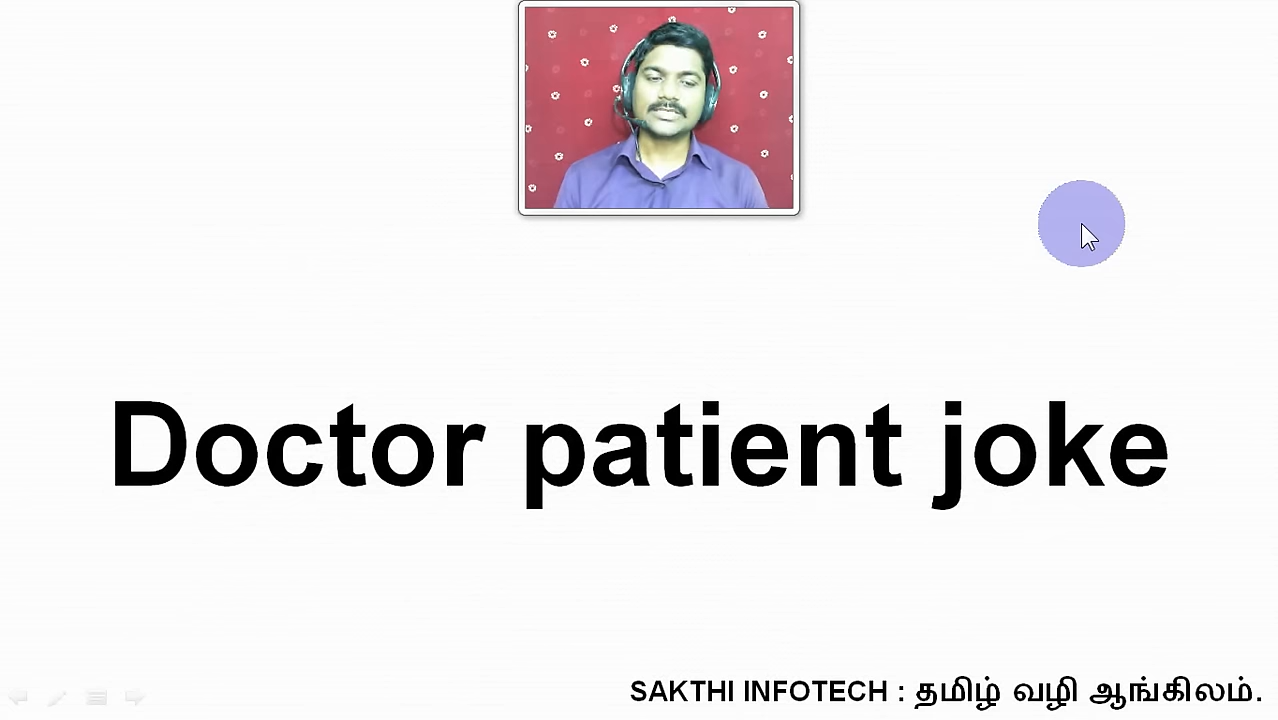 Doctor patient joke
SAKTHI INFOTECH : தமிழ் வழி ஆங்கிலம்.